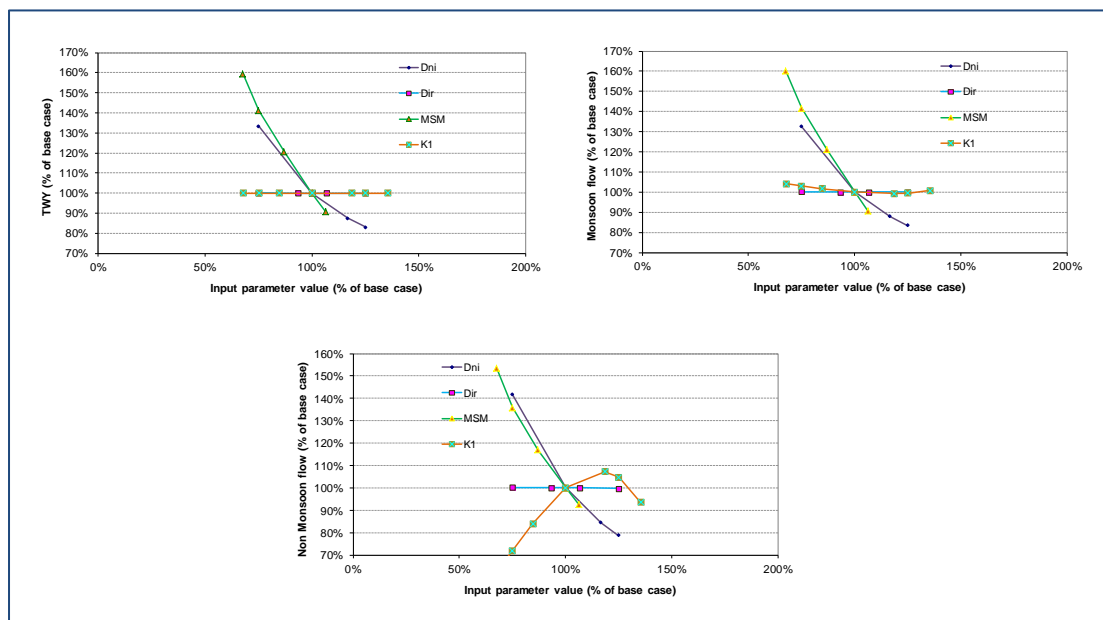 170%
160%
150%
140%
130%
120%
110%
100%
90%
80%
70%
0%
50%
100%
150%
200%
TWY (% of base case)
Input parameter value (% of base case)
Dni
Dir
MSM
K1
170%
160%
150%
140%
130%
120%
110%
100%
90%
80%
70%
0%
50%
100%
150%
200%
Monsoon flow (% of base case)
Input parameter value (% of base case)
Dni
Dir
MSM
K1
160%
150%
140%
130%
120%
110%
100%
90%
80%
70%
0%
50%
100%
150%
200%
Non Monsoon flow (% of base case)
Input parameter value (% of base case)
Dni
Dir
MSM
K1